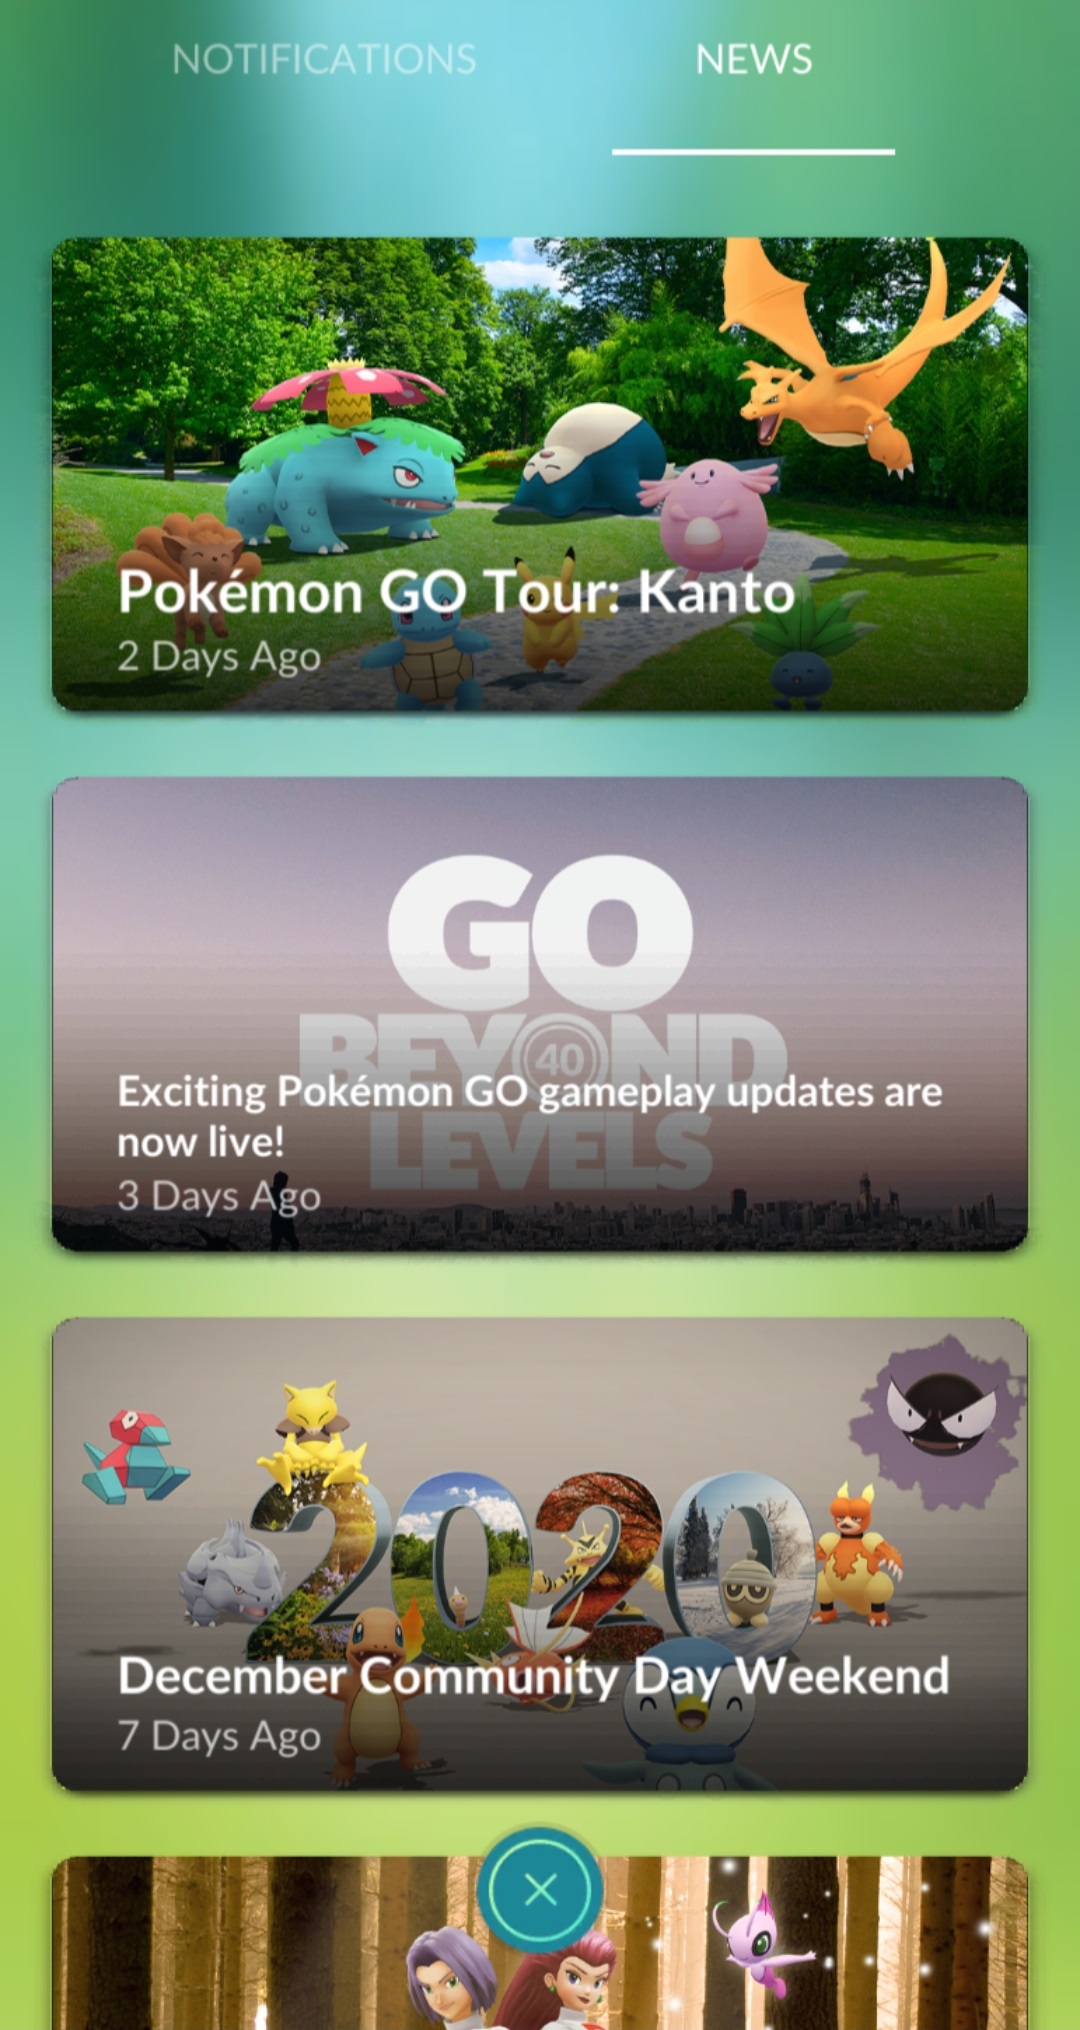 NOTIFICATIONS
NEWS
Pokémon GO Tour: Kanto
2 Days Ago
GO
BEYOND
40
LEVELS
Exciting Pokémon GO gameplay updates are
now live!
3 Days Ago
2020
December Community Day Weekend
7 Days Ago